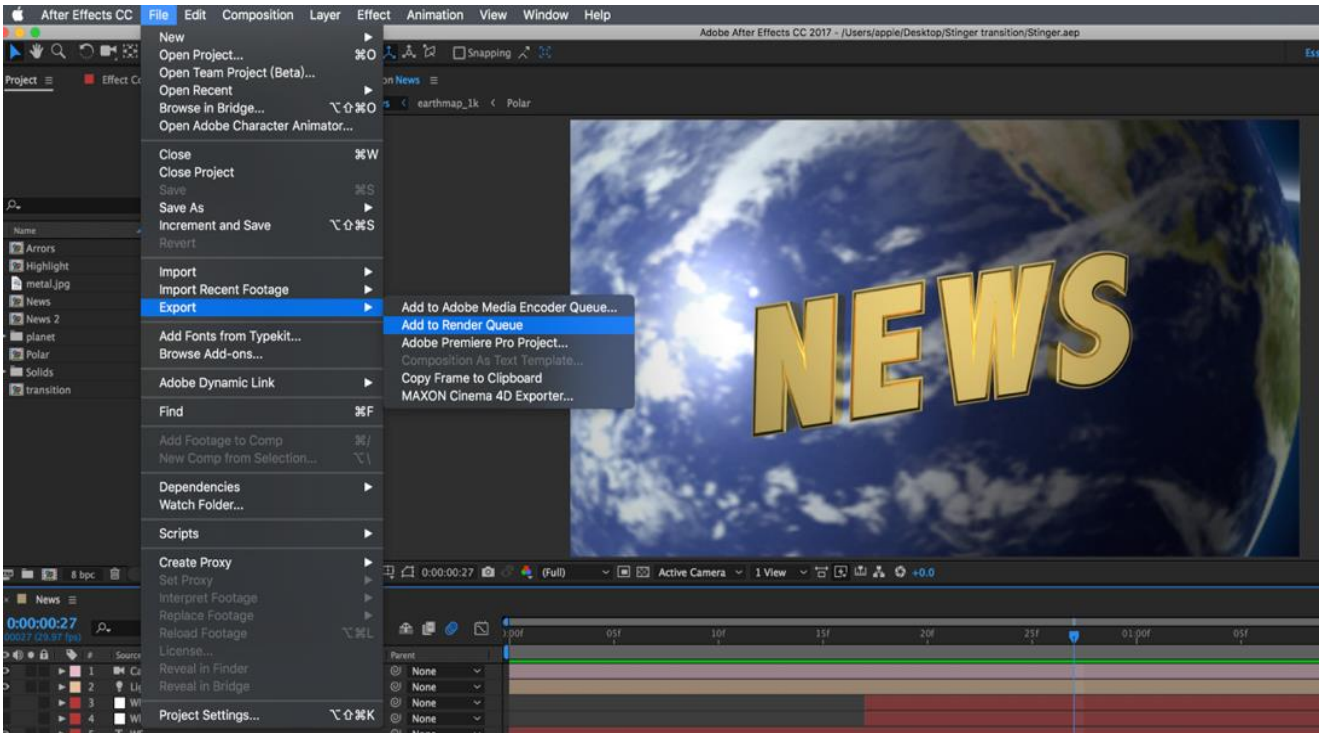 After Effects CC File Edit Composition Layer Effect Animation View Window Help
Adobe After Effects CC 2017 - /Users/apple/Desktop/Stinger transition/Stinger.aep
Snapping
Project
Effect
News
earthmap_1k < Polar
New
Open Project... ⌘O
Open Team Project (Beta)...
Open Recent
Browse in Bridge... ⌥⇧⌘O
Open Adobe Character Animator...
Close ⌘W
Close Project
Save ⌘S
Save As
Increment and Save ⌥⇧⌘S
Revert
Import
Import Recent Footage
Export
Add Fonts from Typekit...
Browse Add-ons...
Adobe Dynamic Link
Find ⌘F
Add Footage to Comp ⌘/
New Comp from Selection... ⌥\
Dependencies
Watch Folder...
Scripts
Create Proxy
Set Proxy
Interpret Footage
Replace Footage
Reload Footage ⌥⌘L
License...
Reveal in Finder
Reveal in Bridge
Project Settings... ⌥⇧⌘K
Add to Adobe Media Encoder Queue...
Add to Render Queue
Adobe Premiere Pro Project...
Composition As Text Template...
Copy Frame to Clipboard
MAXON Cinema 4D Exporter...
Name
Arrors
Highlight
metal.jpg
News
News 2
planet
Polar
Solids
transition
NEWS
8 bpc
0:00:00:27 (Full) Active Camera 1 View +0.0
News
0:00:00:27
00027 (29.97 fps)
05f 10f 15f 20f 25f 01:00f 05f
# Source
Parent
1 None
2 None
3 None
4 None